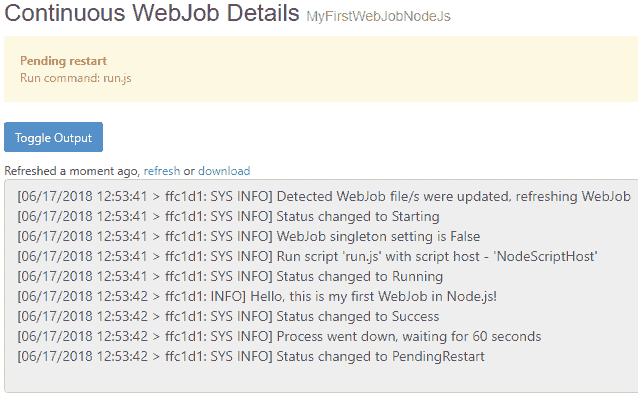 Continuous WebJob Details MyFirstWebJobNodeJs
Pending restart
Run command: run.js
Toggle Output
Refreshed a moment ago, refresh or download
[06/17/2018 12:53:41 > ffc1d1: SYS INFO] Detected WebJob file/s were updated, refreshing WebJob
[06/17/2018 12:53:41 > ffc1d1: SYS INFO] Status changed to Starting
[06/17/2018 12:53:41 > ffc1d1: SYS INFO] WebJob singleton setting is False
[06/17/2018 12:53:41 > ffc1d1: SYS INFO] Run script 'run.js' with script host - 'NodeScriptHost'
[06/17/2018 12:53:41 > ffc1d1: SYS INFO] Status changed to Running
[06/17/2018 12:53:42 > ffc1d1: INFO] Hello, this is my first WebJob in Node.js!
[06/17/2018 12:53:42 > ffc1d1: SYS INFO] Status changed to Success
[06/17/2018 12:53:42 > ffc1d1: SYS INFO] Process went down, waiting for 60 seconds
[06/17/2018 12:53:42 > ffc1d1: SYS INFO] Status changed to PendingRestart